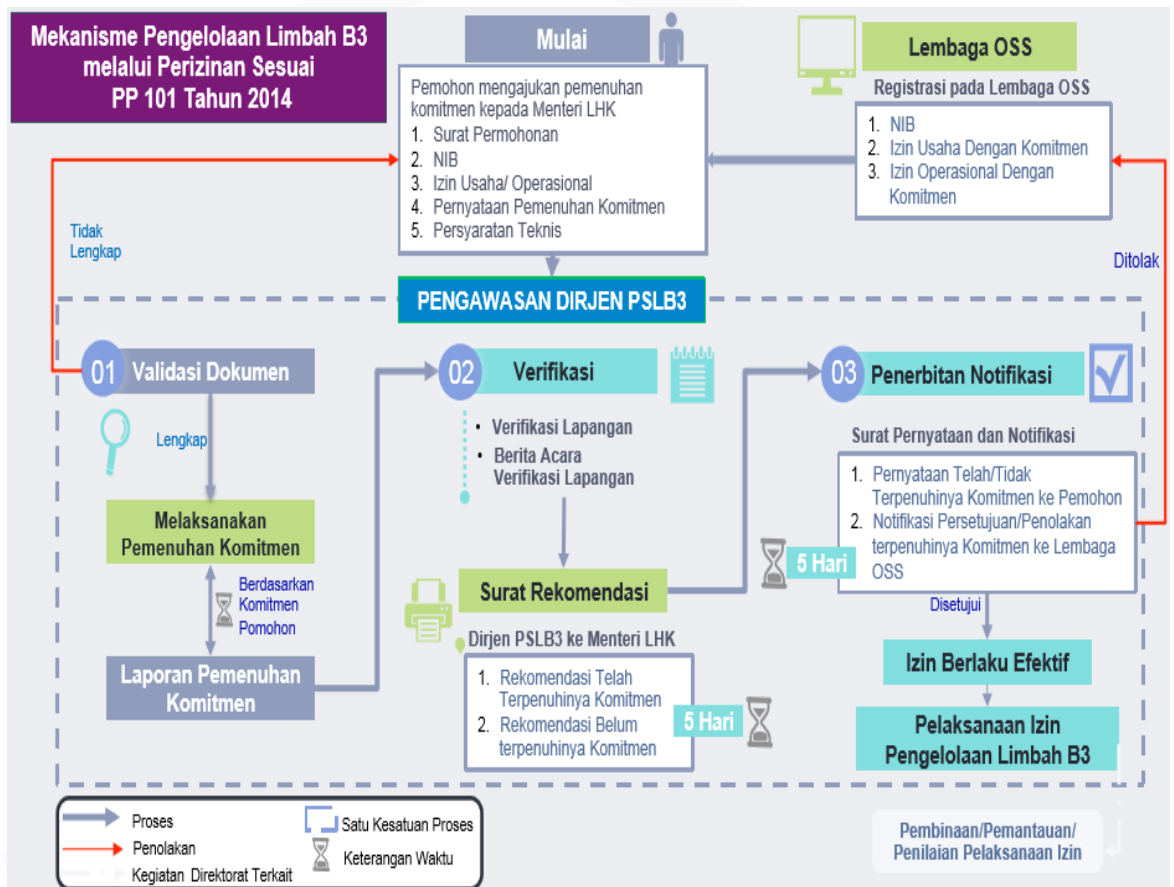 Mekanisme Pengelolaan Limbah B3
melalui Perizinan Sesuai
PP 101 Tahun 2014
Mulai
Pemohon mengajukan pemenuhan
komitmen kepada Menteri LHK
1. Surat Permohonan
2. NIB
3. Izin Usaha/ Operasional
4. Pernyataan Pemenuhan Komitmen
5. Persyaratan Teknis
Lembaga OSS
Registrasi pada Lembaga OSS
1. NIB
2. Izin Usaha Dengan Komitmen
3. Izin Operasional Dengan
Komitmen
Tidak
Lengkap
Ditolak
PENGAWASAN DIRJEN PSLB3
01 Validasi Dokumen
Lengkap
Melaksanakan
Pemenuhan Komitmen
Berdasarkan
Komitmen
Pomohon
Laporan Pemenuhan
Komitmen
02 Verifikasi
• Verifikasi Lapangan
• Berita Acara
Verifikasi Lapangan
Surat Rekomendasi
Dirjen PSLB3 ke Menteri LHK
1. Rekomendasi Telah
Terpenuhinya Komitmen
2. Rekomendasi Belum
terpenuhinya Komitmen
5 Hari
03 Penerbitan Notifikasi
Surat Pernyataan dan Notifikasi
1. Pernyataan Telah/Tidak
Terpenuhinya Komitmen ke Pemohon
2. Notifikasi Persetujuan/Penolakan
terpenuhinya Komitmen ke Lembaga
OSS
5 Hari
Disetujui
Izin Berlaku Efektif
Pelaksanaan Izin
Pengelolaan Limbah B3
Pembinaan/Pemantauan/
Penilaian Pelaksanaan Izin
Proses
Penolakan
Kegiatan Direktorat Terkait
Satu Kesatuan Proses
Keterangan Waktu